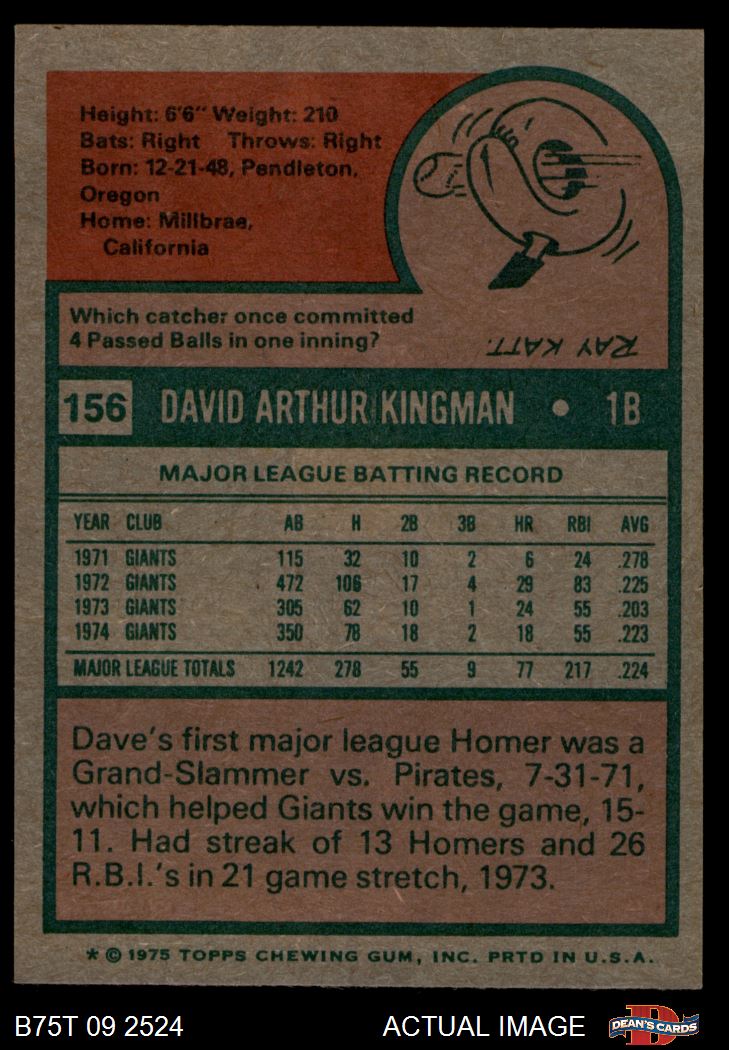 Height: 6'6" Weight: 210
Bats: Right Throws: Right
Born: 12-21-48, Pendleton,
Oregon
Home: Millbrae,
California
Which catcher once committed
4 Passed Balls in one inning?
RAY KATT.
156 DAVID ARTHUR KINGMAN • 1B
MAJOR LEAGUE BATTING RECORD
YEAR CLUB AB H 2B 3B HR RBI AVG
1971 GIANTS 115 32 10 2 6 24 .278
1972 GIANTS 472 106 17 4 29 83 .225
1973 GIANTS 305 62 10 1 24 55 .203
1974 GIANTS 350 78 18 2 18 55 .223
MAJOR LEAGUE TOTALS 1242 278 55 9 77 217 .224
Dave's first major league Homer was a
Grand-Slammer vs. Pirates, 7-31-71,
which helped Giants win the game, 15-
11. Had streak of 13 Homers and 26
R.B.I.'s in 21 game stretch, 1973.
* © 1975 TOPPS CHEWING GUM, INC. PRTD IN U.S.A.
B75T 09 2524 ACTUAL IMAGE DEAN'S CARDS